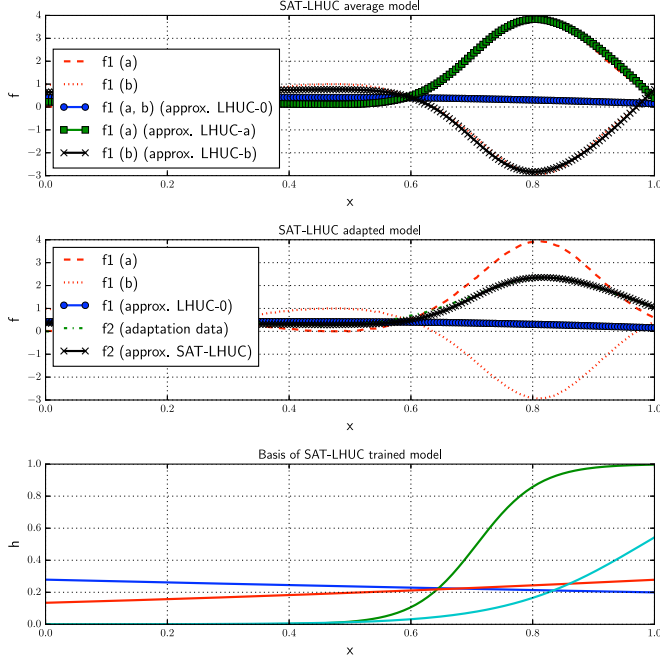 SAT-LHUC average model
4
3
2
1
0
−1
−2
−3
f
f1 (a)
f1 (b)
f1 (a, b) (approx. LHUC-0)
f1 (a) (approx. LHUC-a)
f1 (b) (approx. LHUC-b)
0.0 0.2 0.4 0.6 0.8 1.0
x
SAT-LHUC adapted model
4
3
2
1
0
−1
−2
−3
f
f1 (a)
f1 (b)
f1 (approx. LHUC-0)
f2 (adaptation data)
f2 (approx. SAT-LHUC)
0.0 0.2 0.4 0.6 0.8 1.0
x
Basis of SAT-LHUC trained model
1.0
0.8
0.6
0.4
0.2
0.0
h
0.0 0.2 0.4 0.6 0.8 1.0
x